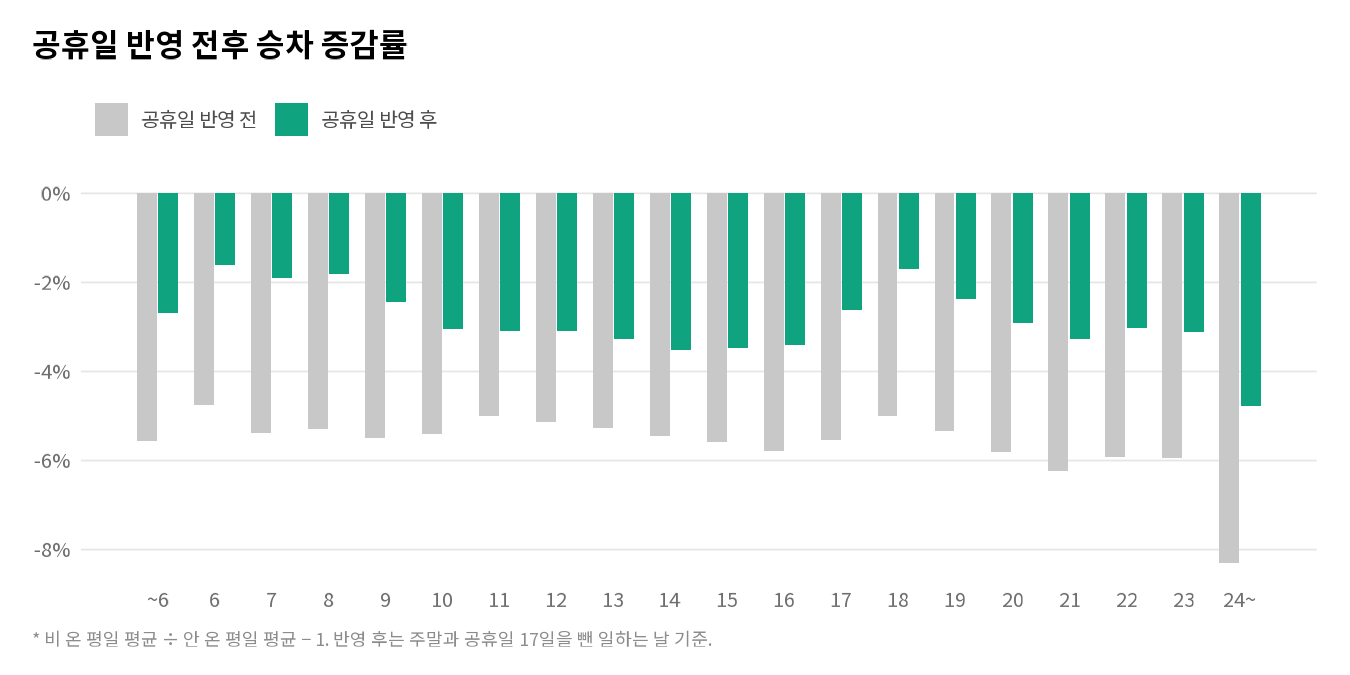 공휴일 반영 전후 승차 증감률
공휴일 반영 전 공휴일 반영 후
0%
-2%
-4%
-6%
-8%
~6 6 7 8 9 10 11 12 13 14 15 16 17 18 19 20 21 22 23 24~
* 비 온 평일 평균 ÷ 안 온 평일 평균 − 1. 반영 후는 주말과 공휴일 17일을 뺀 일하는 날 기준.